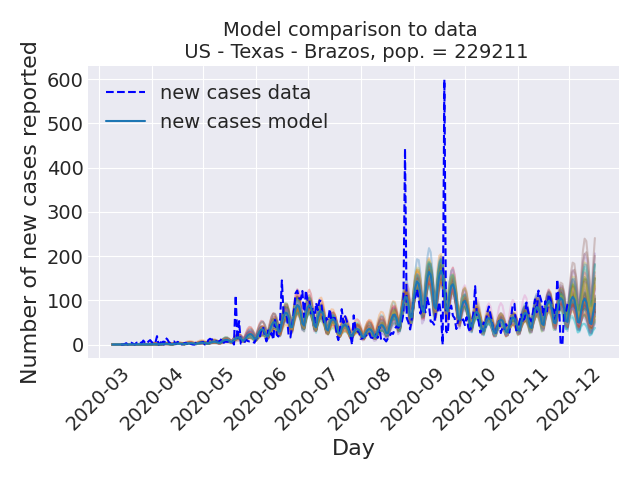 Model comparison to data
US - Texas - Brazos, pop. = 229211
Number of new cases reported
600
500
400
300
200
100
0
new cases data
new cases model
2020-03
2020-04
2020-05
2020-06
2020-07
2020-08
2020-09
2020-10
2020-11
2020-12
Day